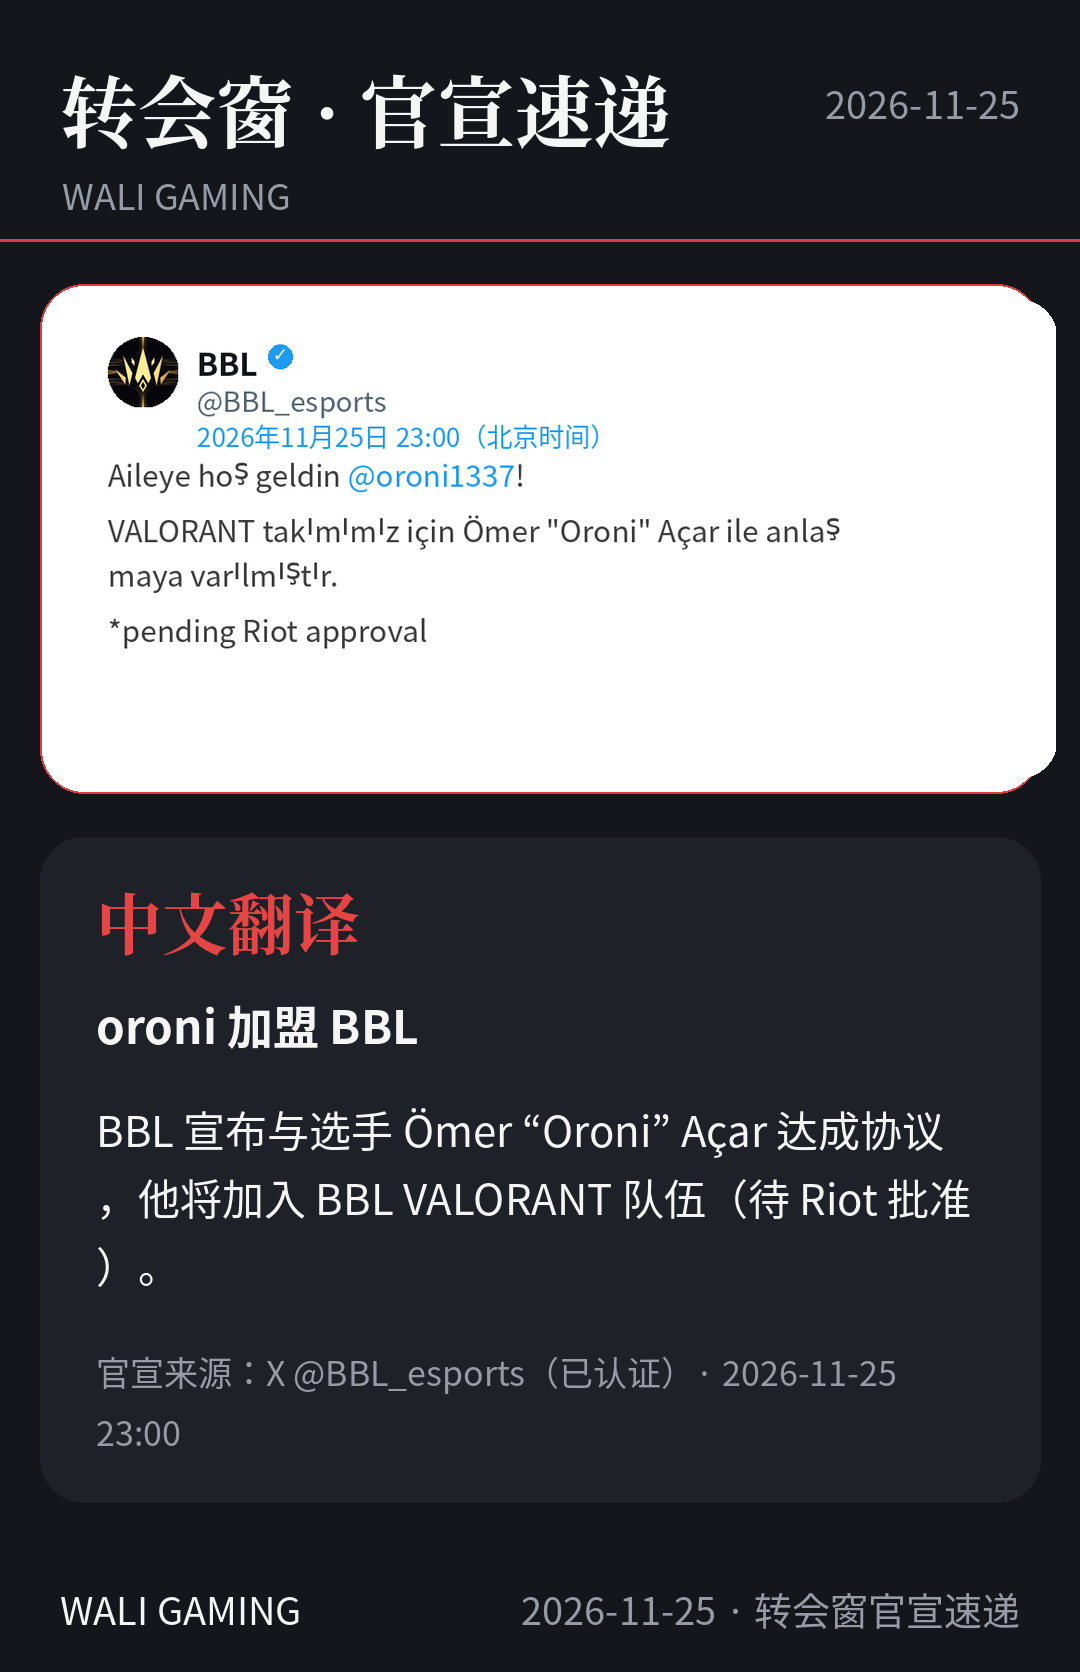 转会窗 · 官宣速递
2026-11-25
WALI GAMING
BBL ✓
@BBL_esports
2026年11月25日 23:00（北京时间）
Aileye hoş geldin @oroni1337!
VALORANT takımımız için Ömer "Oroni" Açar ile anlaş
maya varılmıştır.
*pending Riot approval
中文翻译
oroni 加盟 BBL
BBL 宣布与选手 Ömer “Oroni” Açar 达成协议
，他将加入 BBL VALORANT 队伍（待 Riot 批准
）。
官宣来源：X @BBL_esports（已认证）· 2026-11-25
23:00
WALI GAMING
2026-11-25 · 转会窗官宣速递